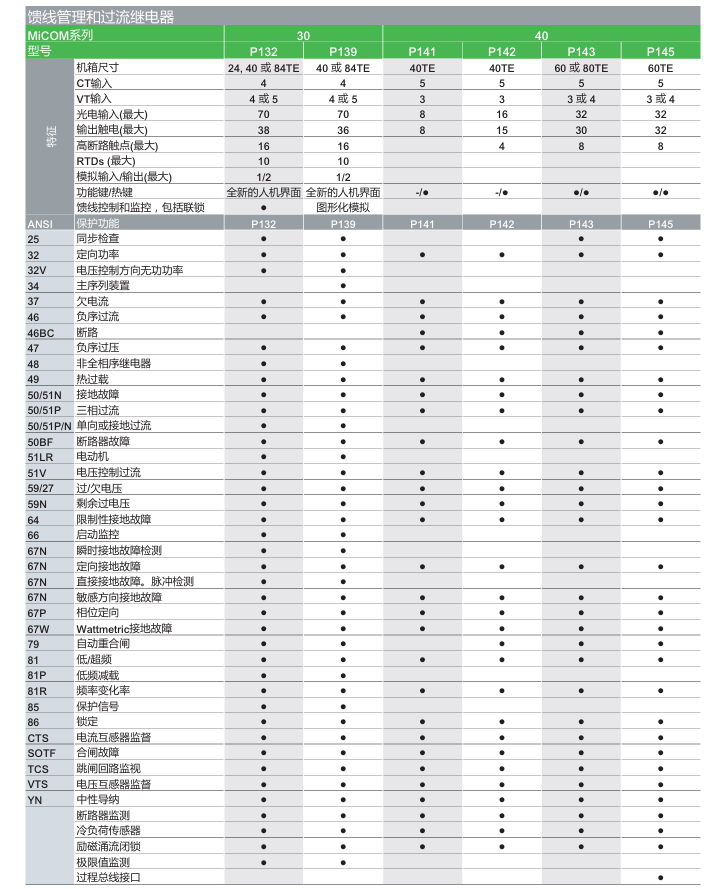 馈线管理和过流继电器
MiCOM系列 30 40
型号 P132 P139 P141 P142 P143 P145
特征
机箱尺寸 24, 40 或 84TE 40 或 84TE 40TE 40TE 60 或 80TE 60TE
CT输入 4 4 5 5 5 5
VT输入 4 或 5 4 或 5 3 3 3 或 4 3 或 4
光电输入(最大) 70 70 8 16 32 32
输出触电(最大) 38 36 8 15 30 32
高断路触点(最大) 16 16 4 8 8
RTDs (最大) 10 10
模拟输入/输出(最大) 1/2 1/2
功能键/热键 全新的人机界面 全新的人机界面 -/● -/● ●/● ●/●
馈线控制和监控，包括联锁 ● 图形化模拟
ANSI 保护功能 P132 P139 P141 P142 P143 P145
25 同步检查 ● ● ● ●
32 定向功率 ● ● ● ● ● ●
32V 电压控制方向无功功率 ● ●
34 主序列装置 ●
37 欠电流 ● ● ● ● ● ●
46 负序过流 ● ● ● ● ● ●
46BC 断路 ● ● ● ●
47 负序过压 ● ● ● ● ● ●
48 非全相序继电器 ● ●
49 热过载 ● ● ● ● ● ●
50/51N 接地故障 ● ● ● ● ● ●
50/51P 三相过流 ● ● ● ● ● ●
50/51P/N 单向或接地过流 ● ●
50BF 断路器故障 ● ● ● ● ● ●
51LR 电动机 ● ●
51V 电压控制过流 ● ● ● ● ● ●
59/27 过/欠电压 ● ● ● ● ● ●
59N 剩余过电压 ● ● ● ● ● ●
64 限制性接地故障 ● ● ● ● ● ●
66 启动监控 ● ●
67N 瞬时接地故障检测 ● ●
67N 定向接地故障 ● ● ● ● ● ●
67N 直接接地故障。脉冲检测 ● ●
67N 敏感方向接地故障 ● ● ● ● ● ●
67P 相位定向 ● ● ● ● ● ●
67W Wattmetric接地故障 ● ● ● ● ● ●
79 自动重合闸 ● ● ● ● ●
81 低/超频 ● ● ● ● ● ●
81P 低频减载 ● ●
81R 频率变化率 ● ● ● ● ● ●
85 保护信号 ● ●
86 锁定 ● ● ● ● ● ●
CTS 电流互感器监督 ● ● ● ● ● ●
SOTF 合闸故障 ● ● ● ● ● ●
TCS 跳闸回路监视 ● ● ● ● ● ●
VTS 电压互感器监督 ● ● ● ● ● ●
YN 中性导纳 ● ● ● ● ● ●
断路器监测 ● ● ● ● ● ●
冷负荷传感器 ● ● ● ● ● ●
励磁涌流闭锁 ● ● ● ● ● ●
极限值监测 ● ●
过程总线接口 ●